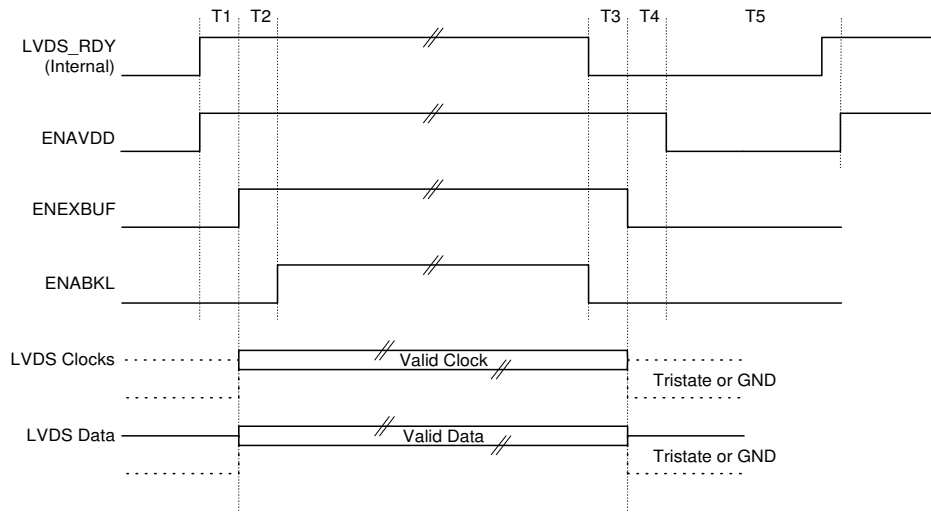 T1 T2 T3 T4 T5
LVDS_RDY
(Internal)
ENAVDD
ENEXBUF
ENABKL
LVDS Clocks
Valid Clock
Tristate or GND
LVDS Data
Valid Data
Tristate or GND